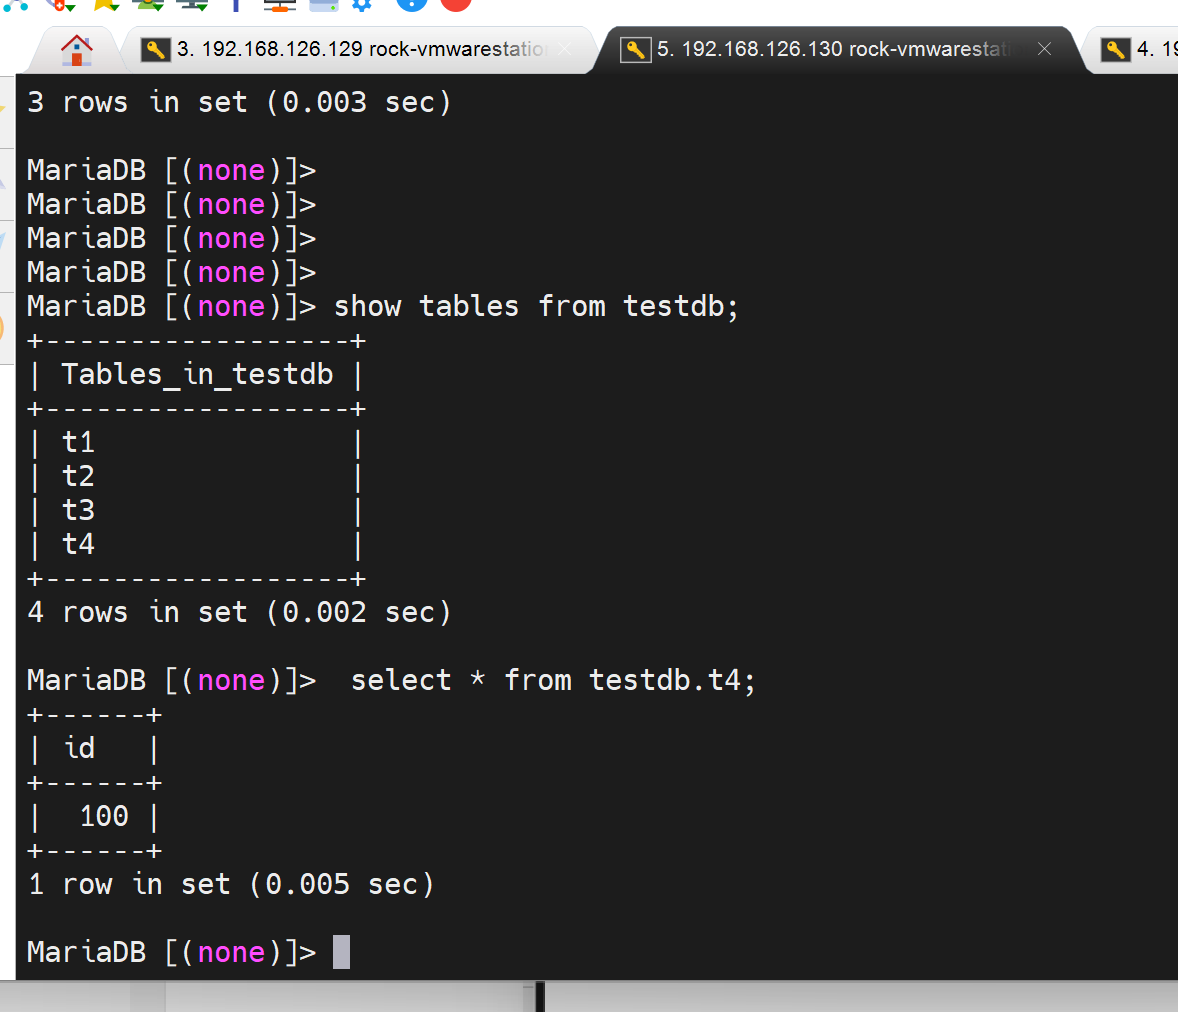 3. 192.168.126.129 rock-vmwarestatio
5. 192.168.126.130 rock-vmwarestati
4. 19
3 rows in set (0.003 sec)
MariaDB [(none)]>
MariaDB [(none)]>
MariaDB [(none)]>
MariaDB [(none)]>
MariaDB [(none)]> show tables from testdb;
+------------------+
| Tables_in_testdb |
+------------------+
| t1               |
| t2               |
| t3               |
| t4               |
+------------------+
4 rows in set (0.002 sec)
MariaDB [(none)]>  select * from testdb.t4;
+------+
| id   |
+------+
|  100 |
+------+
1 row in set (0.005 sec)
MariaDB [(none)]>